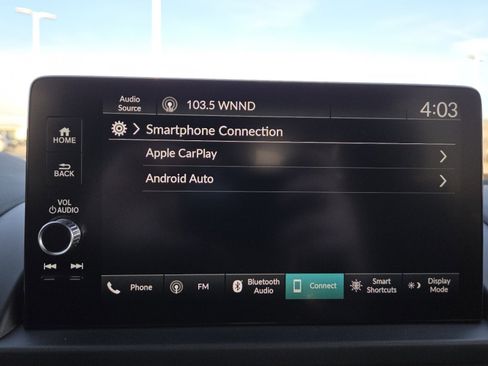 Audio
Source
103.5 WNND
4:03
HOME
BACK
VOL
AUDIO
Smartphone Connection
Apple CarPlay
Android Auto
Phone
FM
Bluetooth
Audio
Connect
Smart
Shortcuts
Display
Mode